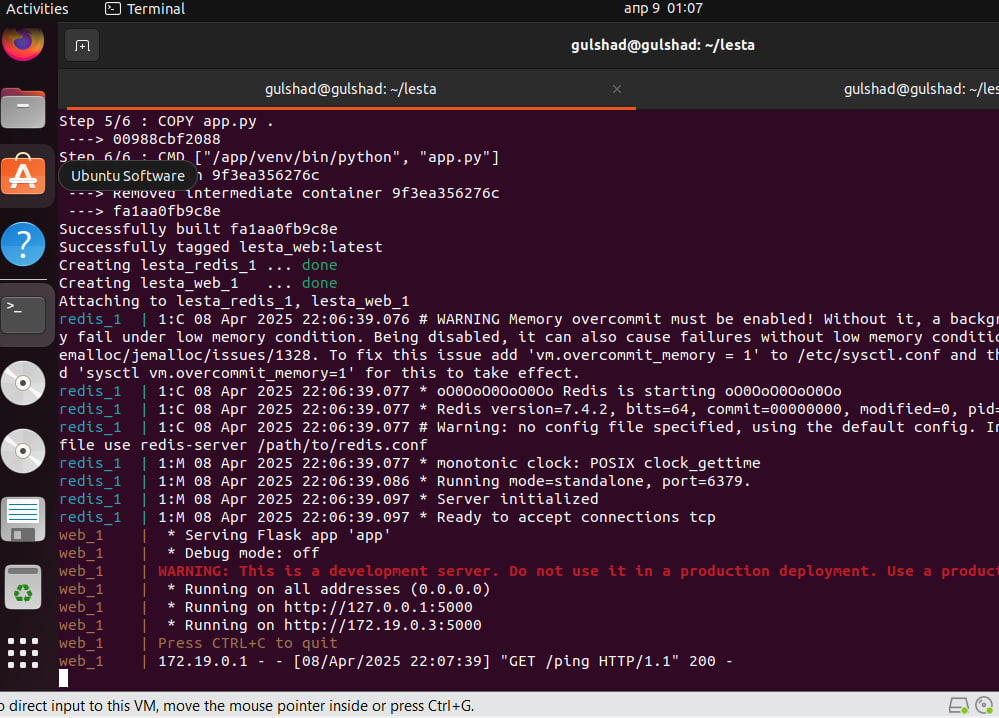 Activities
Terminal
апр 9 01:07
gulshad@gulshad: ~/lesta
gulshad@gulshad: ~/lesta
×
gulshad@gulshad: ~/les
Step 5/6 : COPY app.py .
---> 00988cbf2088
Step 6/6 : CMD ["/app/venv/bin/python", "app.py"]
Ubuntu Software
n 9f3ea356276c
---> Removed intermediate container 9f3ea356276c
---> fa1aa0fb9c8e
Successfully built fa1aa0fb9c8e
Successfully tagged lesta_web:latest
Creating lesta_redis_1 ... done
Creating lesta_web_1   ... done
Attaching to lesta_redis_1, lesta_web_1
redis_1  | 1:C 08 Apr 2025 22:06:39.076 # WARNING Memory overcommit must be enabled! Without it, a backgr
y fail under low memory condition. Being disabled, it can also cause failures without low memory conditio
emalloc/jemalloc/issues/1328. To fix this issue add 'vm.overcommit_memory = 1' to /etc/sysctl.conf and th
d 'sysctl vm.overcommit_memory=1' for this to take effect.
redis_1  | 1:C 08 Apr 2025 22:06:39.077 * oO0OoO0OoO0Oo Redis is starting oO0OoO0OoO0Oo
redis_1  | 1:C 08 Apr 2025 22:06:39.077 * Redis version=7.4.2, bits=64, commit=00000000, modified=0, pid=
redis_1  | 1:C 08 Apr 2025 22:06:39.077 # Warning: no config file specified, using the default config. In
file use redis-server /path/to/redis.conf
redis_1  | 1:M 08 Apr 2025 22:06:39.077 * monotonic clock: POSIX clock_gettime
redis_1  | 1:M 08 Apr 2025 22:06:39.086 * Running mode=standalone, port=6379.
redis_1  | 1:M 08 Apr 2025 22:06:39.097 * Server initialized
redis_1  | 1:M 08 Apr 2025 22:06:39.097 * Ready to accept connections tcp
web_1    |  * Serving Flask app 'app'
web_1    |  * Debug mode: off
web_1    | WARNING: This is a development server. Do not use it in a production deployment. Use a product
web_1    |  * Running on all addresses (0.0.0.0)
web_1    |  * Running on http://127.0.0.1:5000
web_1    |  * Running on http://172.19.0.3:5000
web_1    | Press CTRL+C to quit
web_1    | 172.19.0.1 - - [08/Apr/2025 22:07:39] "GET /ping HTTP/1.1" 200 -
o direct input to this VM, move the mouse pointer inside or press Ctrl+G.